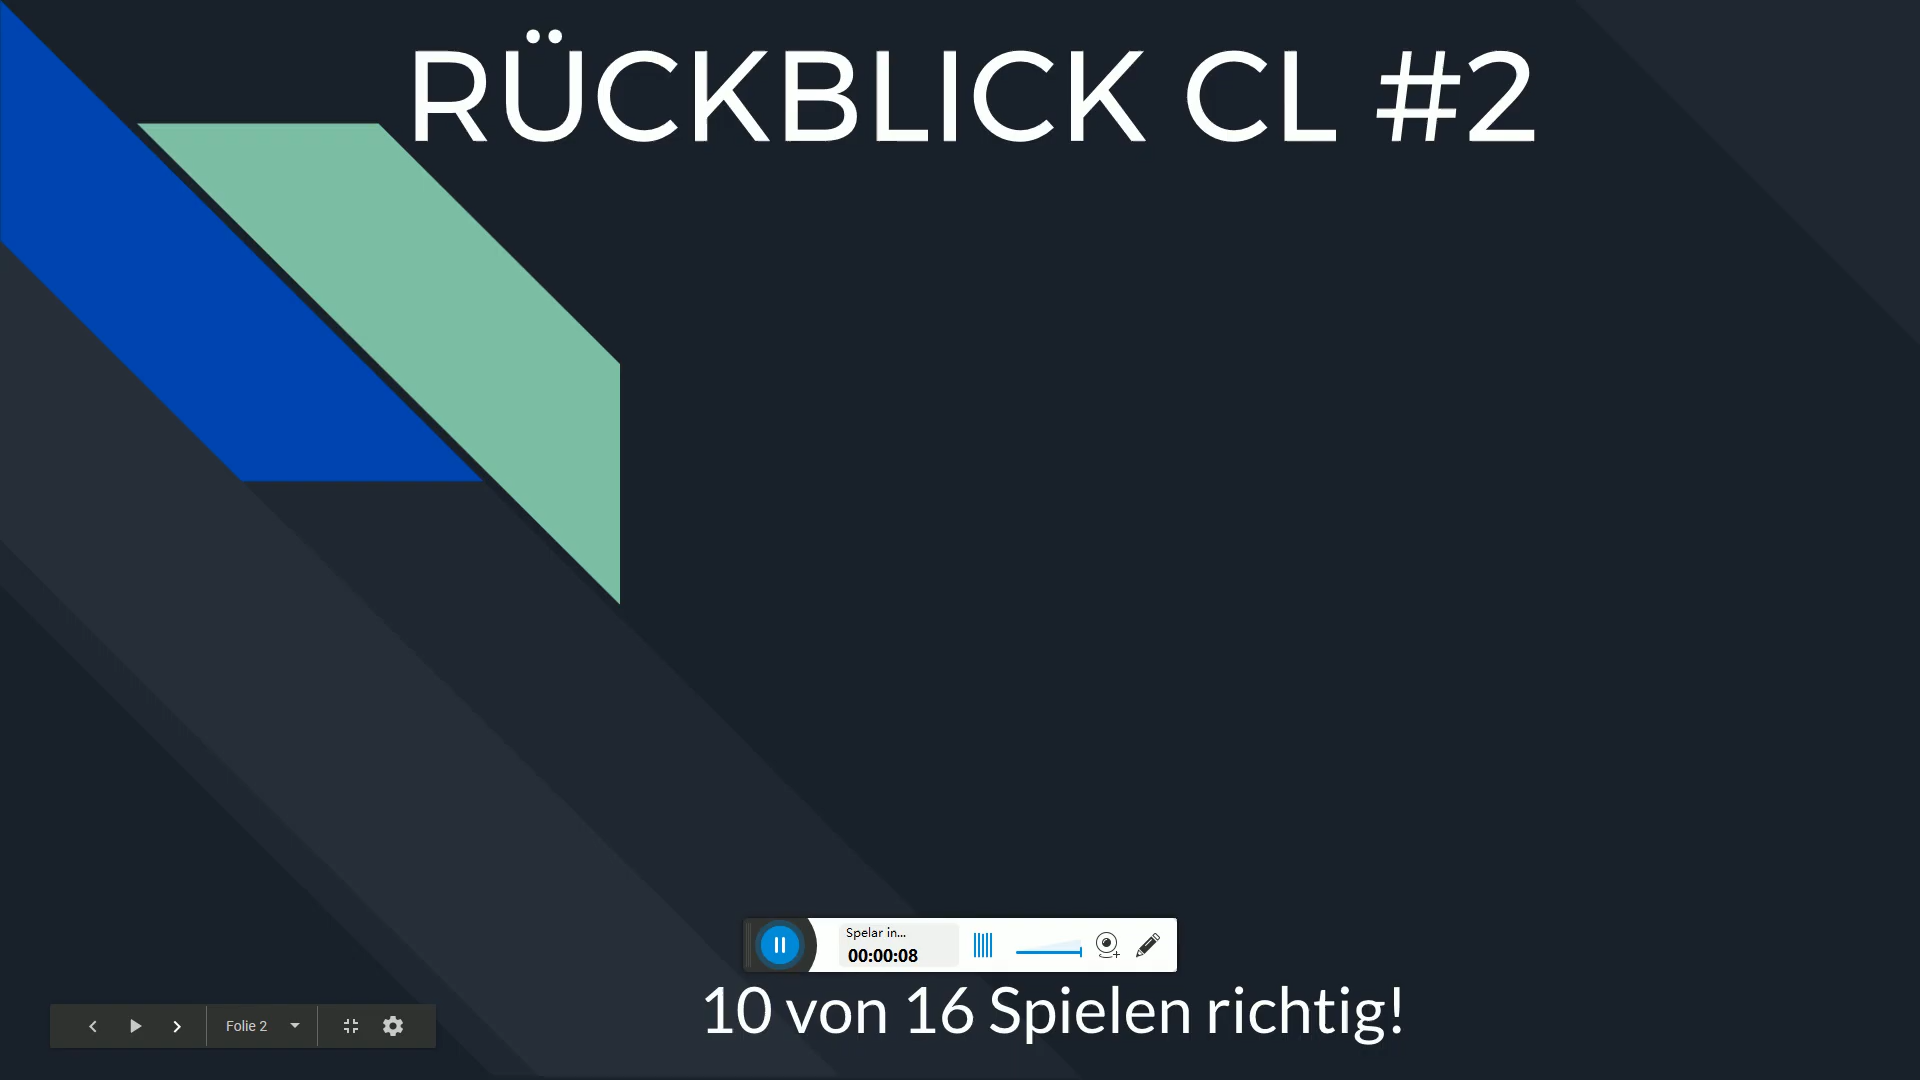 RÜCKBLICK CL #2
Spelar in...
00:00:08
10 von 16 Spielen richtig!
Folie 2